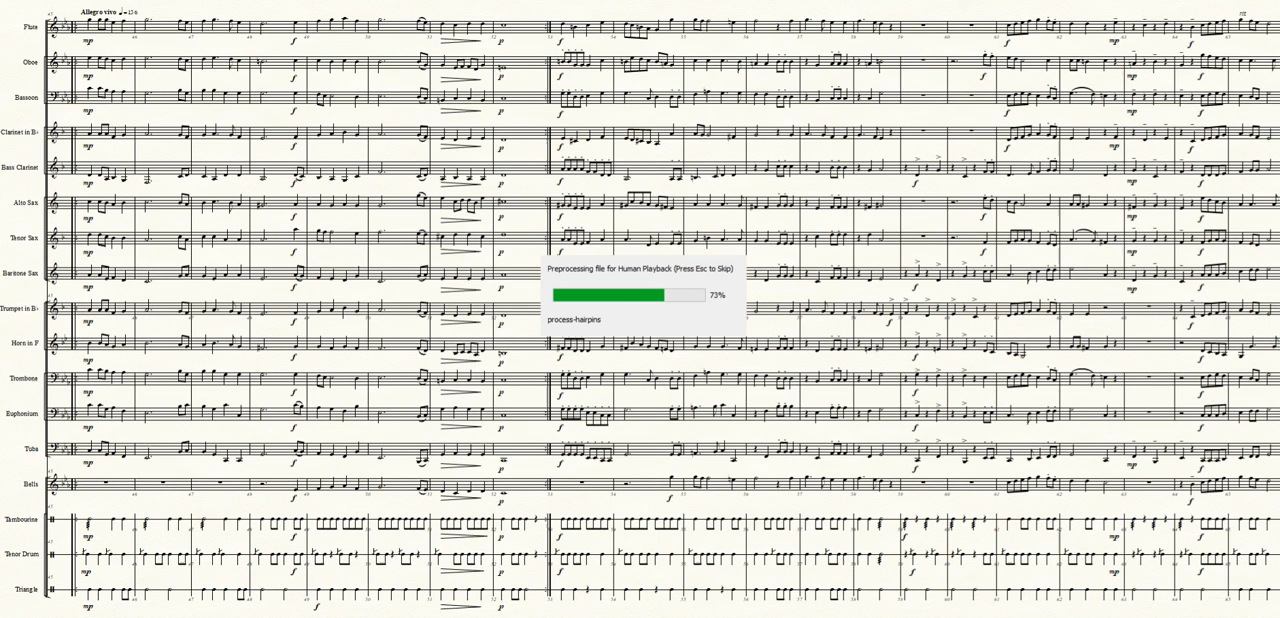 Allegro vivo ♩=136
rit
Flute
Oboe
Bassoon
Clarinet in B♭
Bass Clarinet
Alto Sax
Tenor Sax
Baritone Sax
Trumpet in B♭
Horn in F
Trombone
Euphonium
Tuba
Bells
Tambourine
Tenor Drum
Triangle
Preprocessing file for Human Playback (Press Esc to Skip)
73%
process-hairpins